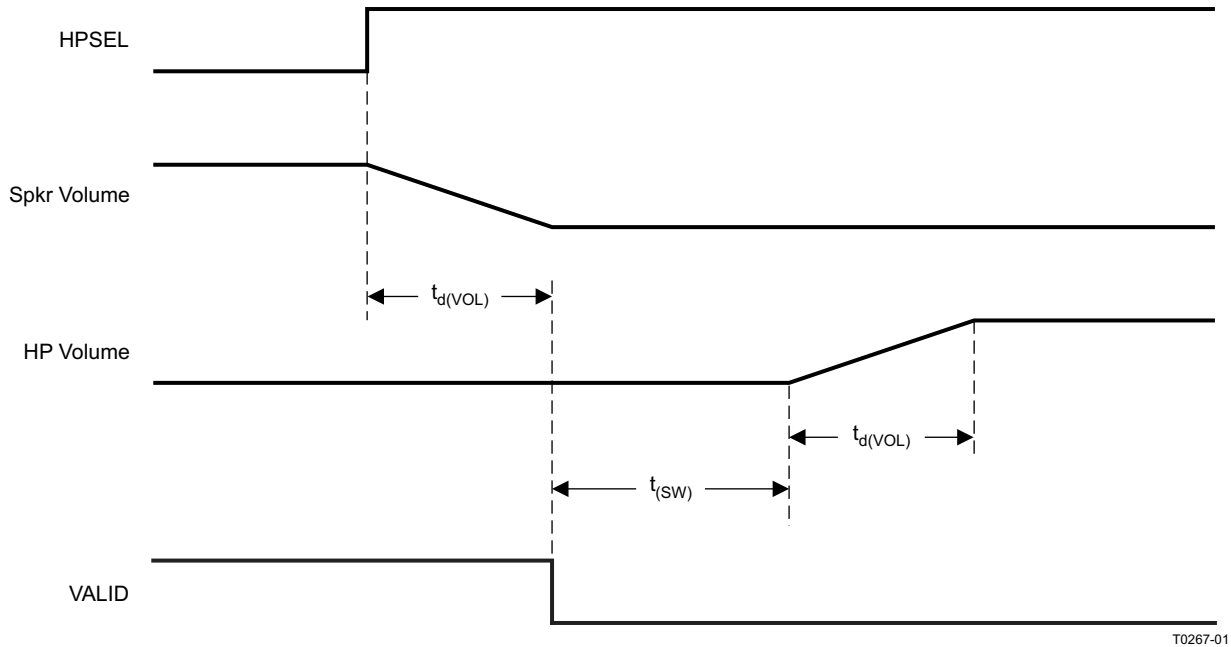 HPSEL
Spkr Volume
td(VOL)
HP Volume
td(VOL)
t(SW)
VALID
T0267-01